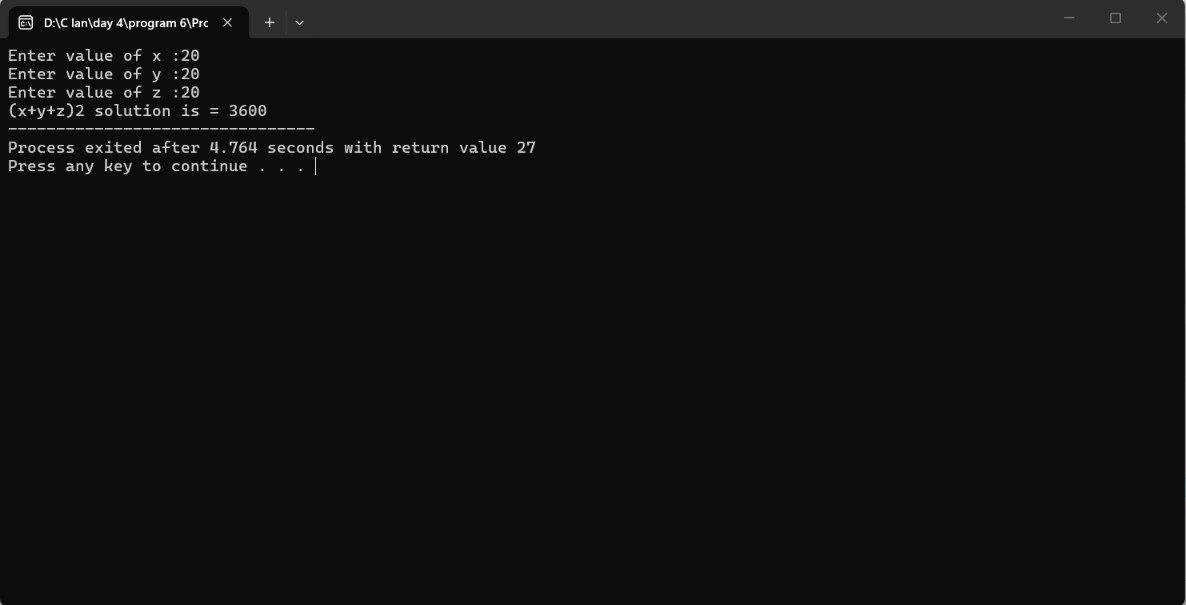 D:\C lan\day 4\program 6\Prc
Enter value of x :20
Enter value of y :20
Enter value of z :20
(x+y+z)2 solution is = 3600
--------------------------------
Process exited after 4.764 seconds with return value 27
Press any key to continue . . .